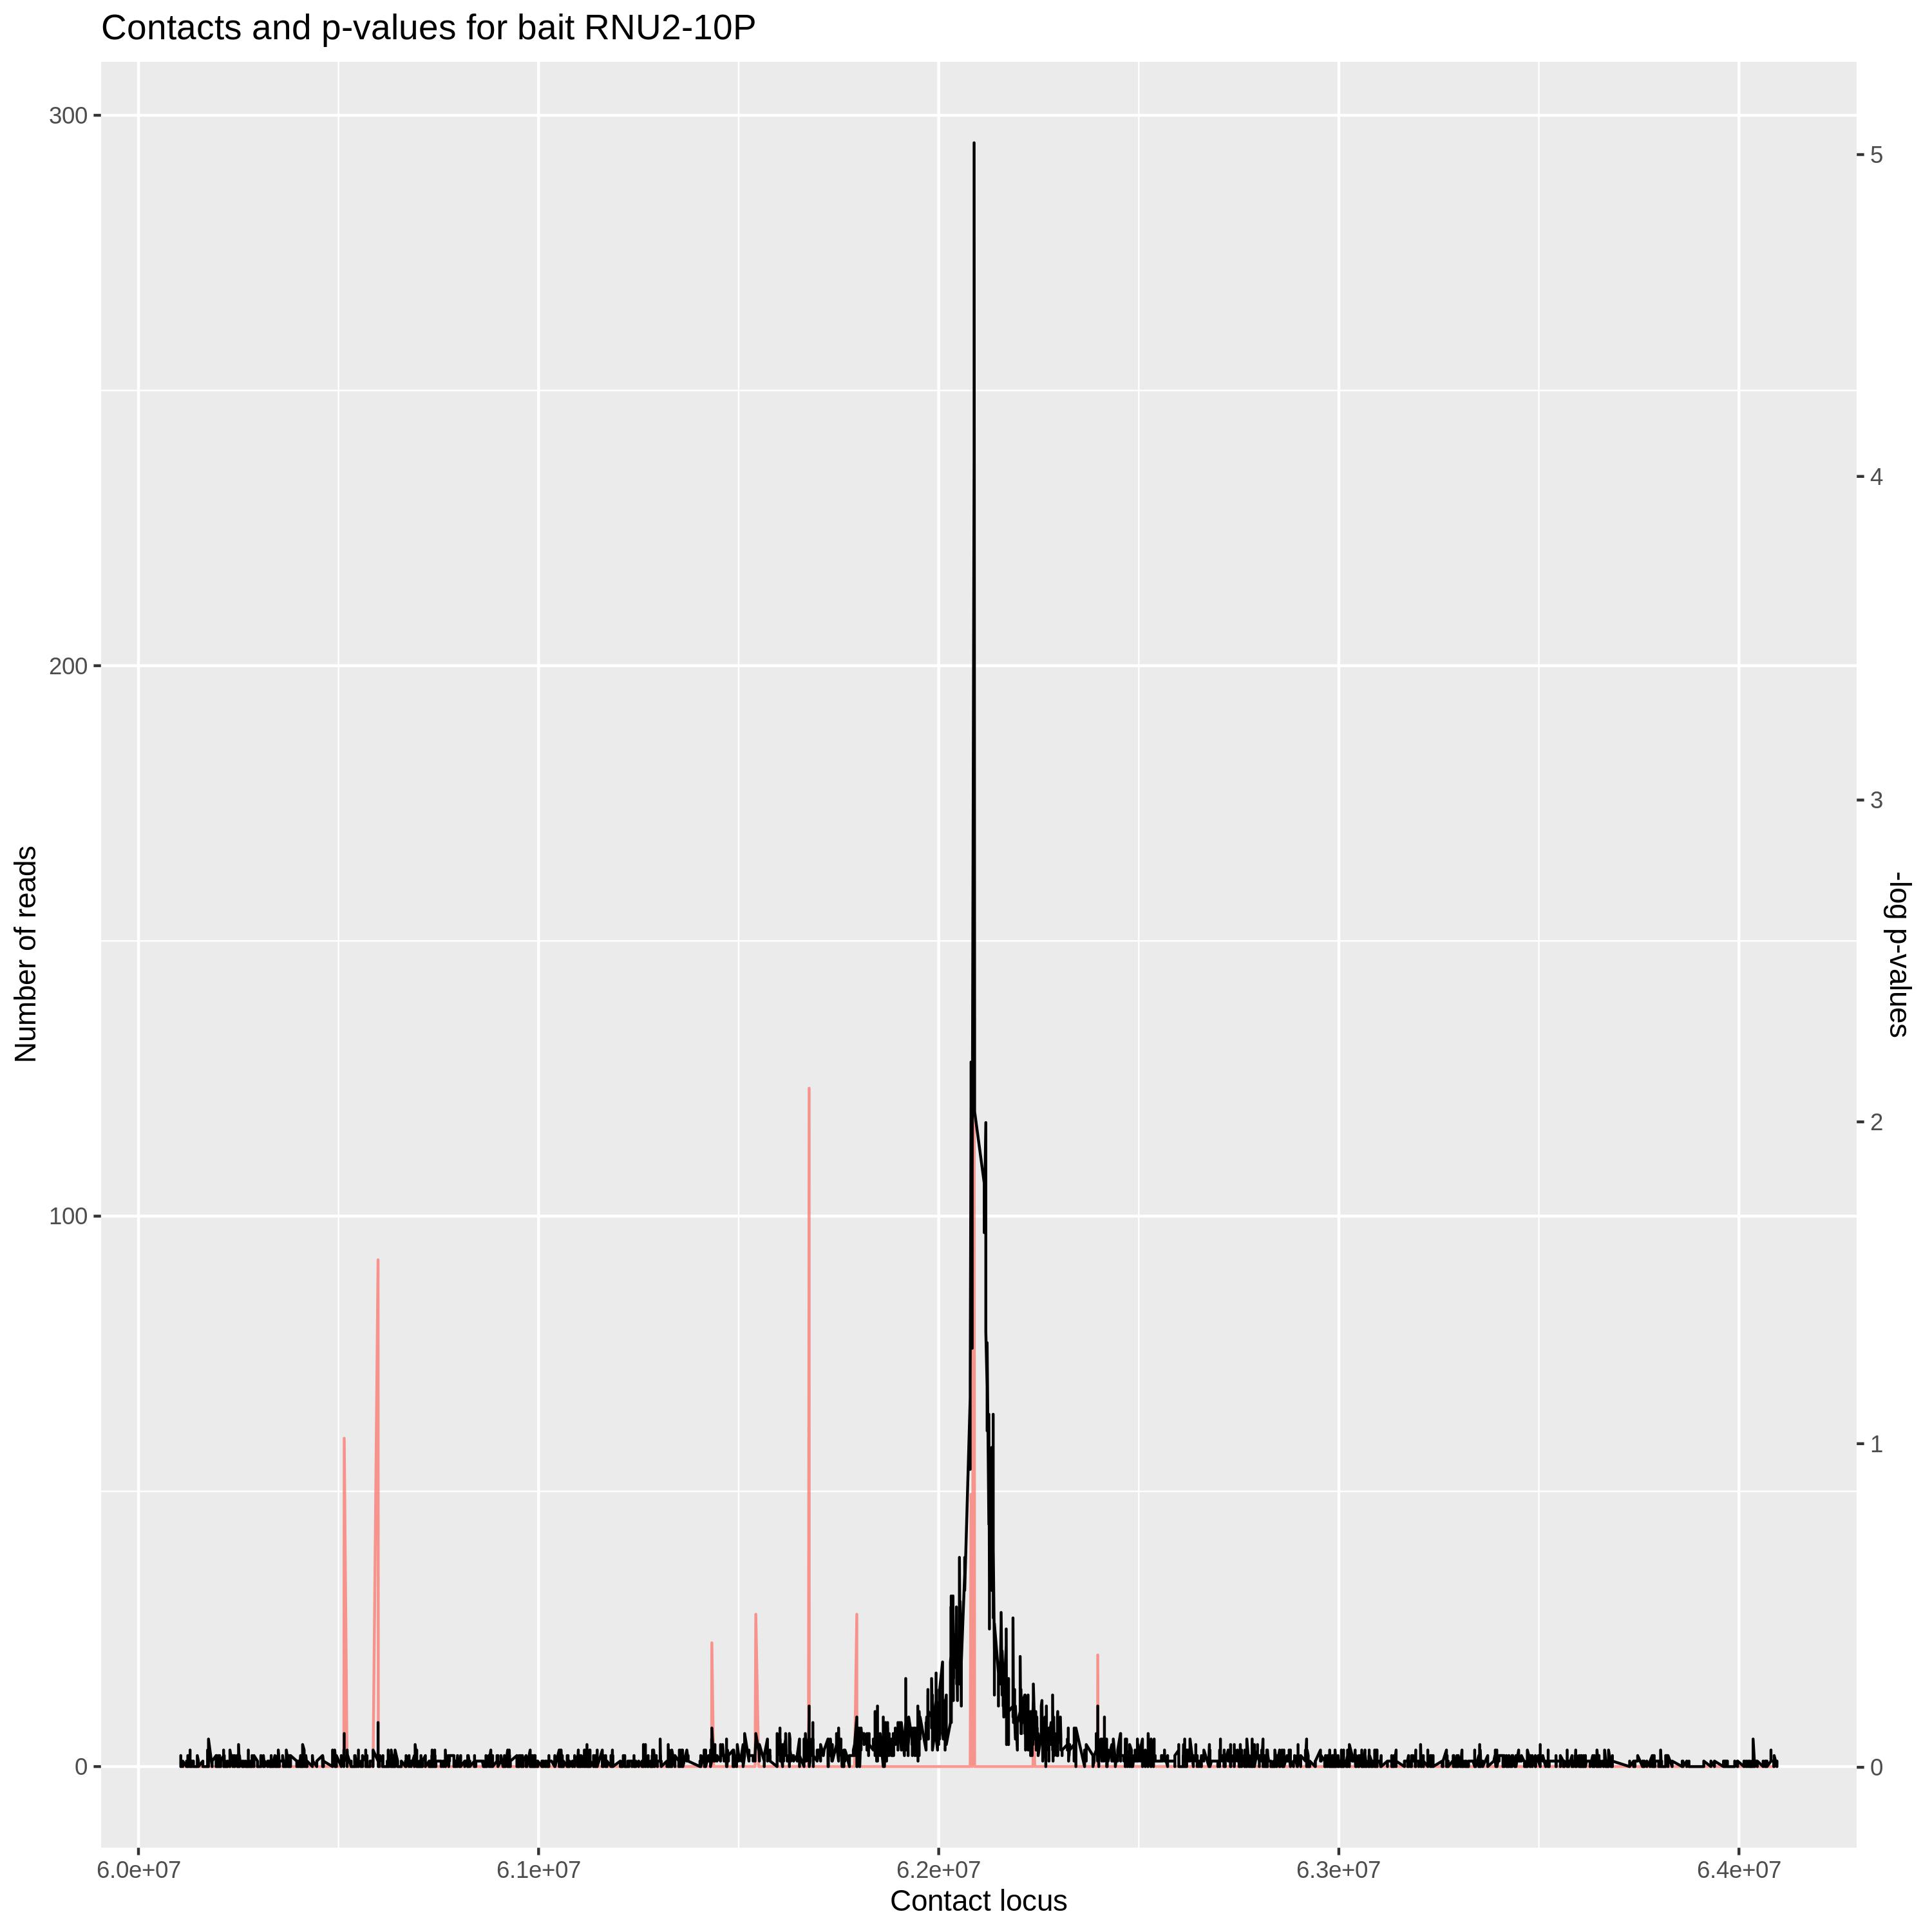 Contacts and p-values for bait RNU2-10P
300
200
100
0
Number of reads
5
4
3
2
1
0
-log p-values
6.0e+07
6.1e+07
6.2e+07
6.3e+07
6.4e+07
Contact locus